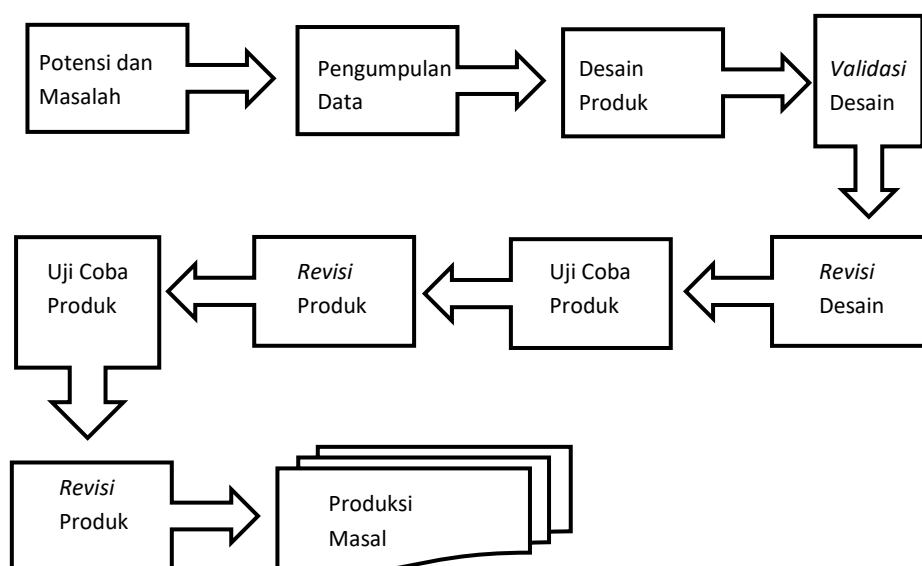 Potensi dan
Masalah
Pengumpulan
Data
Desain
Produk
Validasi
Desain
Revisi
Desain
Uji Coba
Produk
Revisi
Produk
Uji Coba
Produk
Revisi
Produk
Produksi
Masal